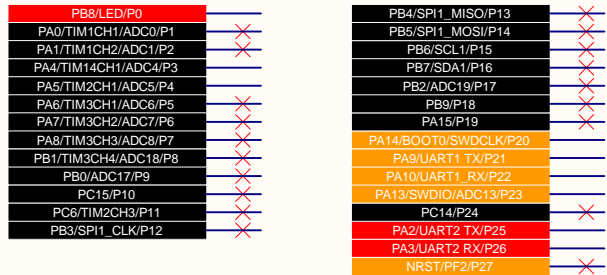 PB8/LED/P0
PA0/TIM1CH1/ADC0/P1
PA1/TIM1CH2/ADC1/P2
PA4/TIM14CH1/ADC4/P3
PA5/TIM2CH1/ADC5/P4
PA6/TIM3CH1/ADC6/P5
PA7/TIM3CH2/ADC7/P6
PA8/TIM3CH3/ADC8/P7
PB1/TIM3CH4/ADC18/P8
PB0/ADC17/P9
PC15/P10
PC6/TIM2CH3/P11
PB3/SPI1_CLK/P12
PB4/SPI1_MISO/P13
PB5/SPI1_MOSI/P14
PB6/SCL1/P15
PB7/SDA1/P16
PB2/ADC19/P17
PB9/P18
PA15/P19
PA14/BOOT0/SWDCLK/P20
PA9/UART1 TX/P21
PA10/UART1_RX/P22
PA13/SWDIO/ADC13/P23
PC14/P24
PA2/UART2 TX/P25
PA3/UART2 RX/P26
NRST/PF2/P27